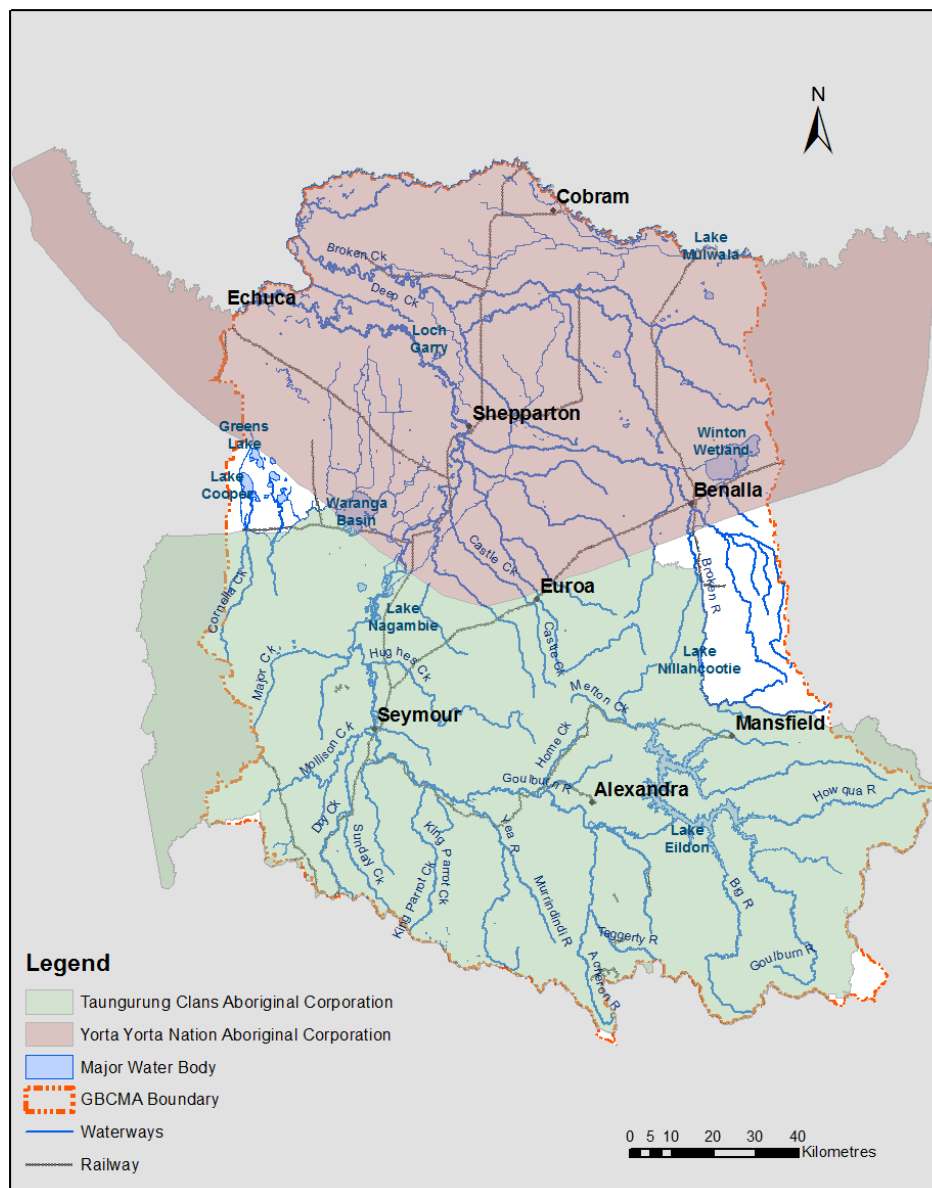 N
Cobram
Lake
Mulwala
Broken Ck
Deep Ck
Echuca
Loch
Garry
Shepparton
Greens
Lake
Winton
Wetland
Lake
Cooper
Benalla
Waranga
Basin
Castle Ck
Broken R
Euroa
Cornella Ck
Lake
Nagambie
Castle Ck
Hughes Ck
Lake
Nillahcootie
Major Ck
Merton Ck
Seymour
Mansfield
Mollison Ck
Home Ck
Goulburn R
Alexandra
Howqua R
Dry Ck
Sunday Ck
King Parrot Ck
King Parrot Ck
Yea R
Lake
Eildon
Murrindindi R
Big R
Taggerty R
Goulburn R
Acheron R
Legend
Taungurung Clans Aboriginal Corporation
Yorta Yorta Nation Aboriginal Corporation
Major Water Body
GBCMA Boundary
Waterways
Railway
0 5 10 20 30 40
Kilometres